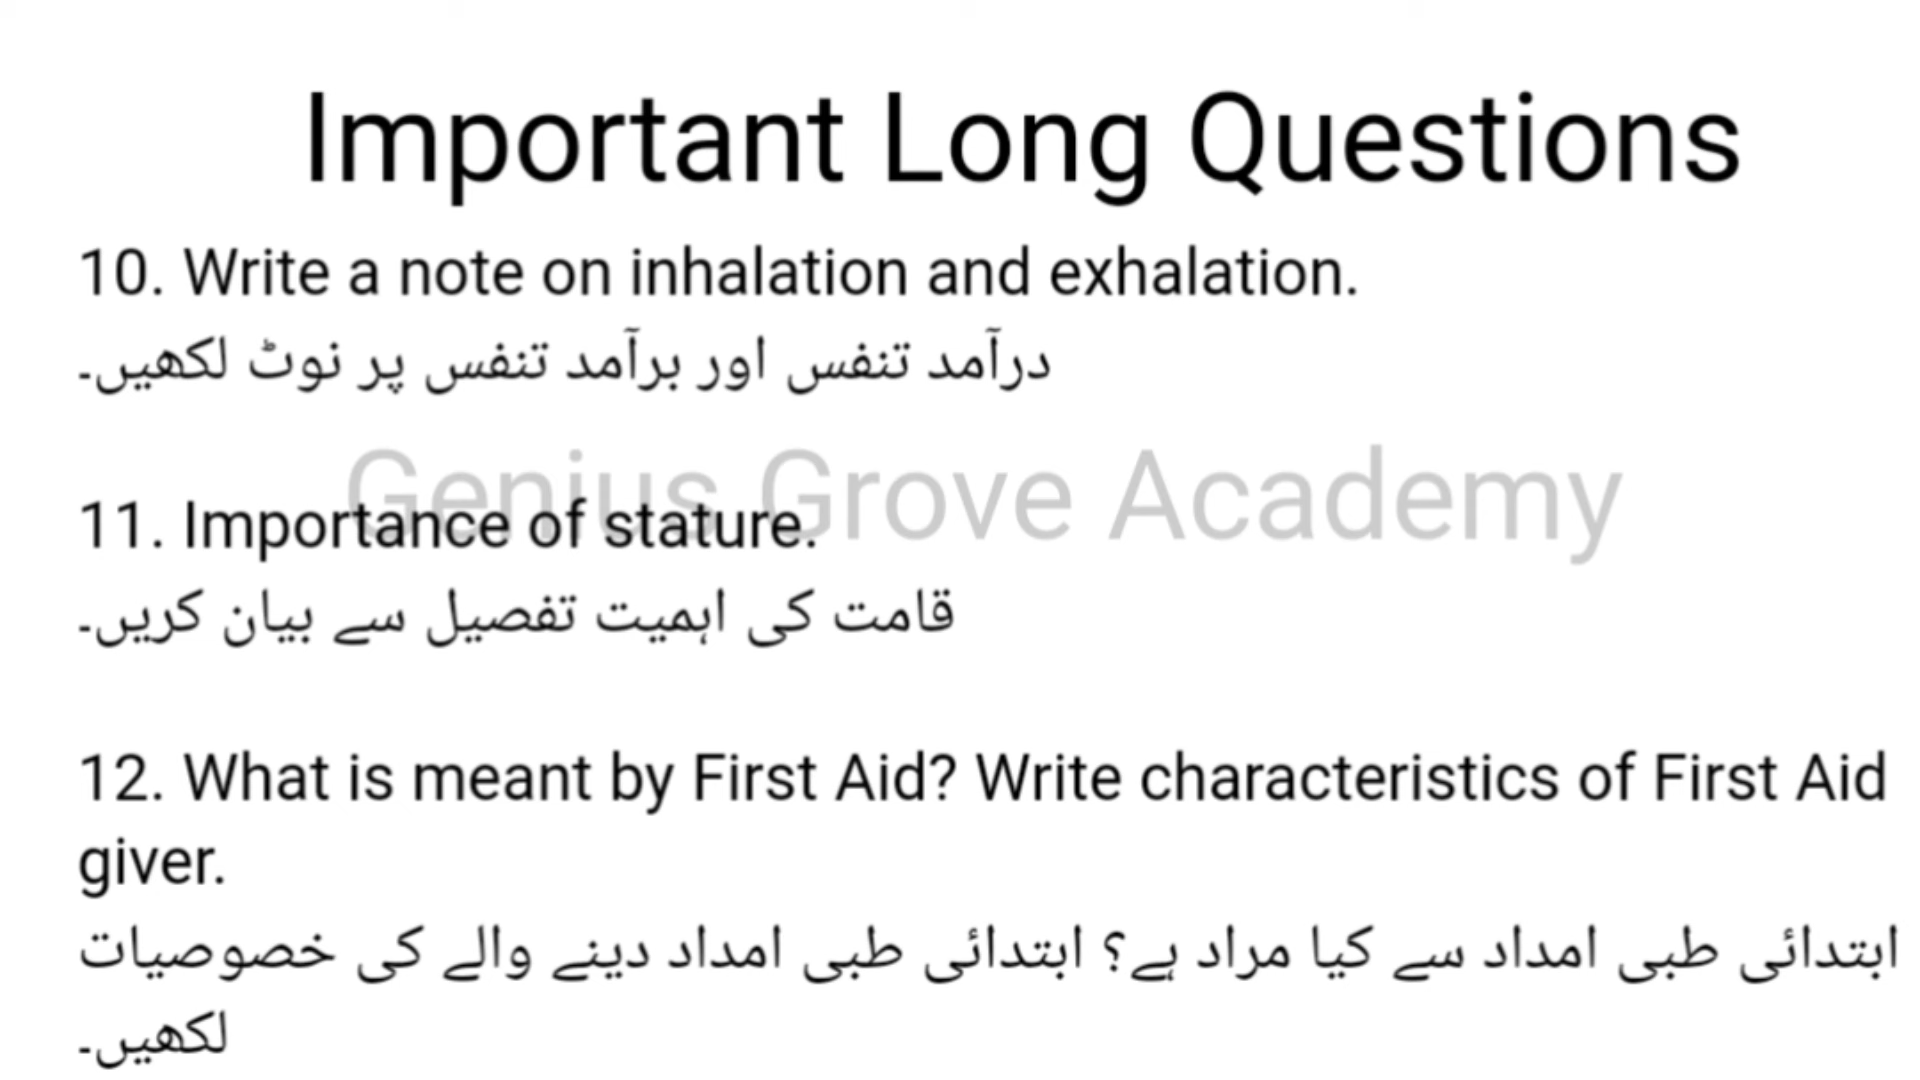 Important Long Questions
10. Write a note on inhalation and exhalation.
درآمد تنفس اور برآمد تنفس پر نوٹ لکھیں۔
Genius Grove Academy
11. Importance of stature.
قامت کی اہمیت تفصیل سے بیان کریں۔
12. What is meant by First Aid? Write characteristics of First Aid
giver.
ابتدائی طبی امداد سے کیا مراد ہے؟ ابتدائی طبی امداد دینے والے کی خصوصیات
لکھیں۔